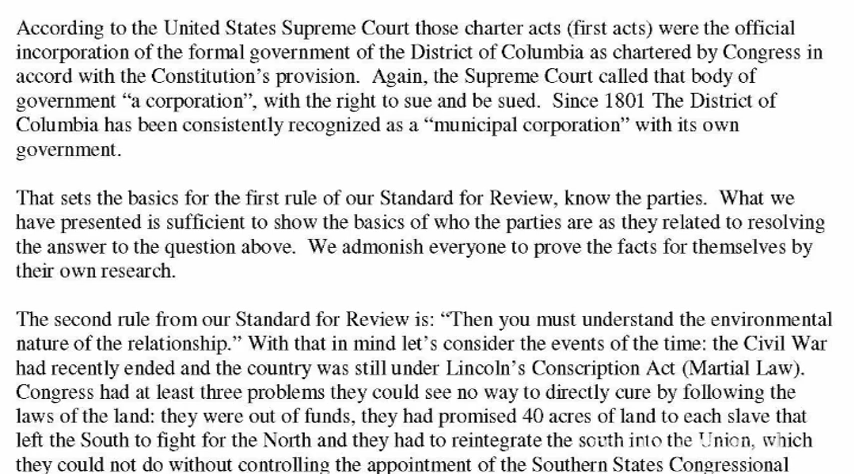 According to the United States Supreme Court those charter acts (first acts) were the official
incorporation of the formal government of the District of Columbia as chartered by Congress in
accord with the Constitution's provision.  Again, the Supreme Court called that body of
government “a corporation”, with the right to sue and be sued.  Since 1801 The District of
Columbia has been consistently recognized as a “municipal corporation” with its own
government.
That sets the basics for the first rule of our Standard for Review, know the parties.  What we
have presented is sufficient to show the basics of who the parties are as they related to resolving
the answer to the question above.  We admonish everyone to prove the facts for themselves by
their own research.
The second rule from our Standard for Review is: “Then you must understand the environmental
nature of the relationship.” With that in mind let's consider the events of the time: the Civil War
had recently ended and the country was still under Lincoln's Conscription Act (Martial Law).
Congress had at least three problems they could see no way to directly cure by following the
laws of the land: they were out of funds, they had promised 40 acres of land to each slave that
left the South to fight for the North and they had to reintegrate the south into the Union, which
they could not do without controlling the appointment of the Southern States Congressional